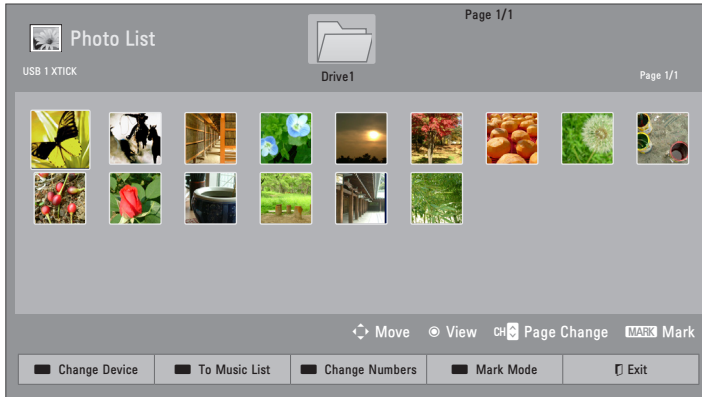 Page 1/1
Photo List
USB 1 XTICK
Drive1
Page 1/1
Move View CH Page Change MARK Mark
Change Device To Music List Change Numbers Mark Mode Exit